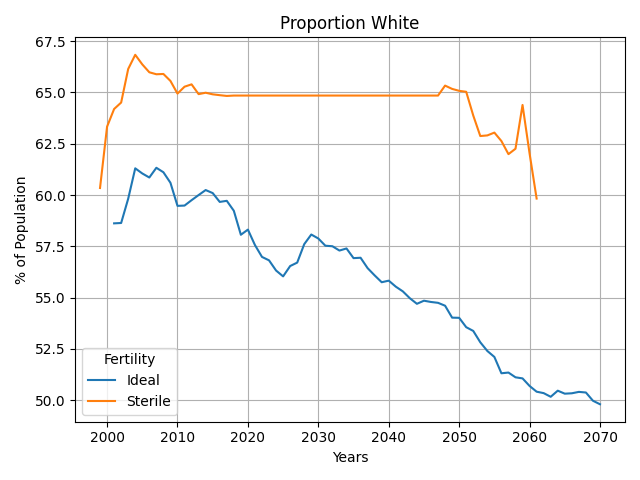 Proportion White
% of Population
67.5
65.0
62.5
60.0
57.5
55.0
52.5
50.0
Fertility
Ideal
Sterile
2000 2010 2020 2030 2040 2050 2060 2070
Years